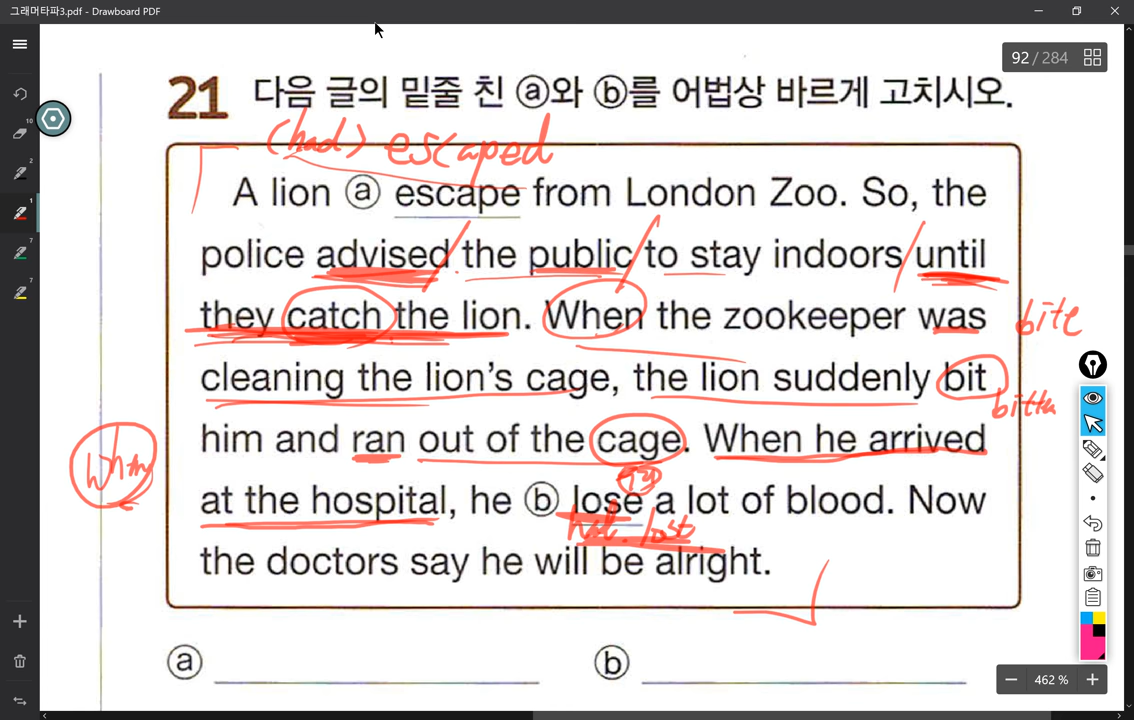 그래머타파3.pdf - Drawboard PDF
92 / 284
21 다음 글의 밑줄 친 ⓐ와 ⓑ를 어법상 바르게 고치시오.
(had) escaped
A lion ⓐ escape from London Zoo. So, the
police advised the public to stay indoors until
they catch the lion. When the zookeeper was
bite
cleaning the lion's cage, the lion suddenly bit
him and ran out of the cage. When he arrived
at the hospital, he ⓑ lose a lot of blood. Now
lost
the doctors say he will be alright.
ⓐ
ⓑ
462 %
10
2
1
7
7